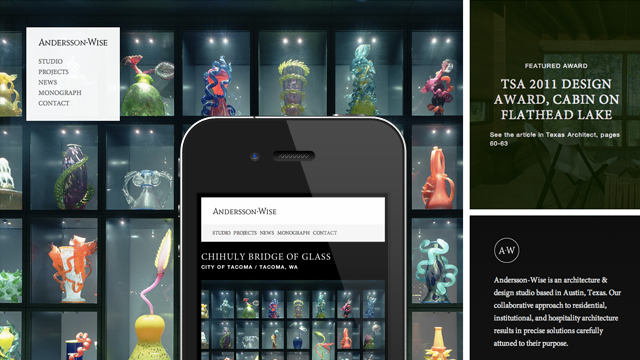 ANDERSSON-WISE
STUDIO
PROJECTS
NEWS
MONOGRAPH
CONTACT
ANDERSSON-WISE
STUDIO PROJECTS NEWS MONOGRAPH CONTACT
CHIHULY BRIDGE OF GLASS
CITY OF TACOMA / TACOMA, WA
FEATURED AWARD
TSA 2011 DESIGN
AWARD, CABIN ON
FLATHEAD LAKE
See the article in Texas Architect, pages
60-63
A·W
Andersson-Wise is an architecture &
design studio based in Austin, Texas. Our
collaborative approach to residential,
institutional, and hospitality architecture
results in precise solutions carefully
attuned to their purpose.